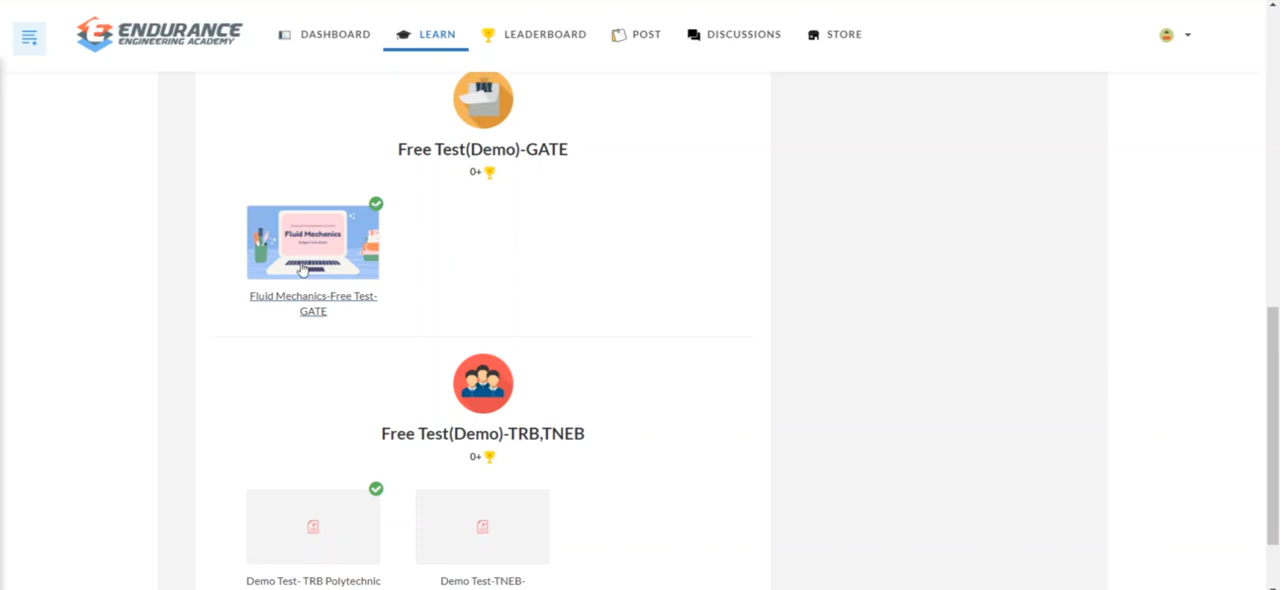 ENDURANCE
ENGINEERING ACADEMY
DASHBOARD
LEARN
LEADERBOARD
POST
DISCUSSIONS
STORE
Free Test(Demo)-GATE
0+
Fluid Mechanics
Fluid Mechanics-Free Test-
GATE
Free Test(Demo)-TRB,TNEB
0+
Demo Test- TRB Polytechnic
Demo Test-TNEB-